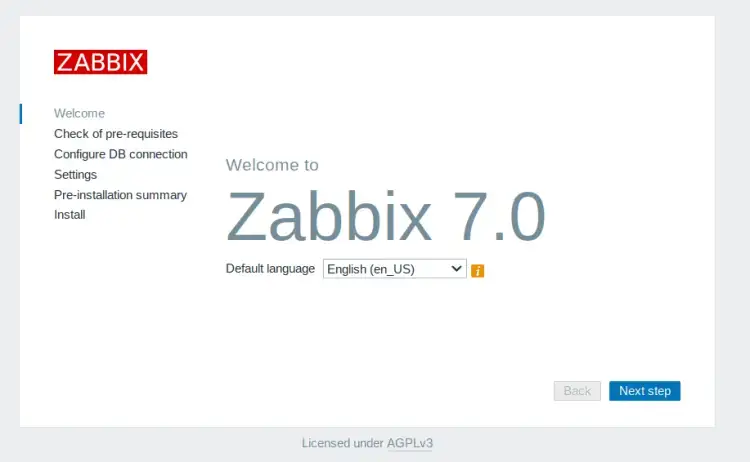 ZABBIX
Welcome
Check of pre-requisites
Configure DB connection
Settings
Pre-installation summary
Install
Welcome to
Zabbix 7.0
Default language English (en_US) i
Back Next step
Licensed under AGPLv3